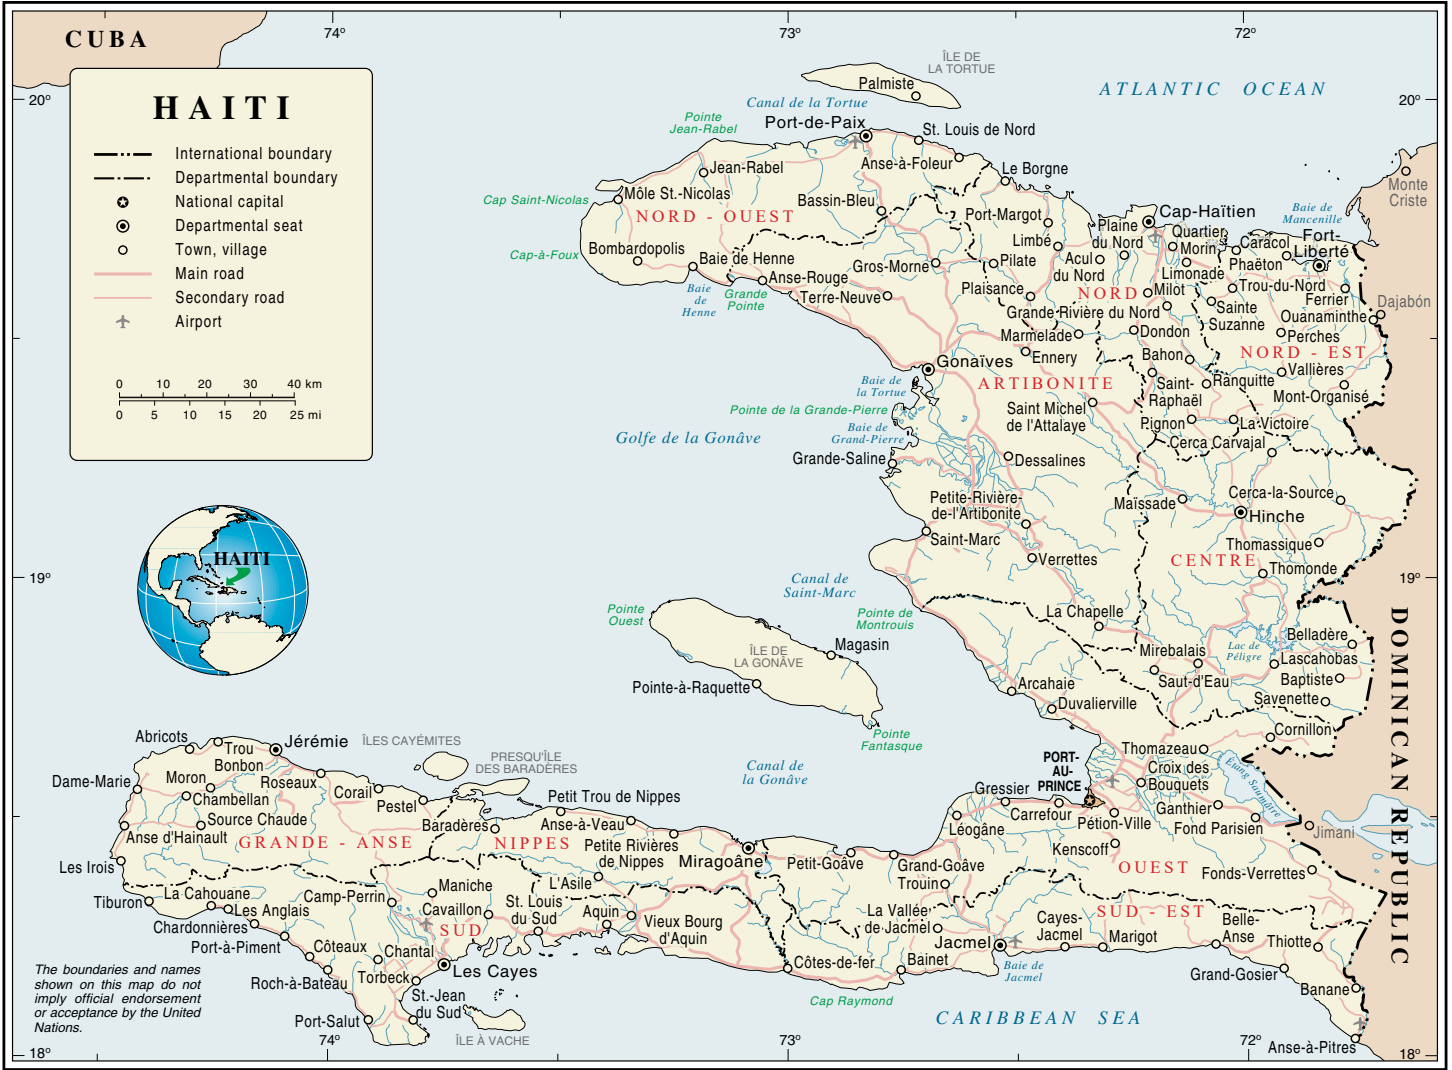 CUBA
74°
73°
72°
HAITI
International boundary
Departmental boundary
National capital
Departmental seat
Town, village
Main road
Secondary road
Airport
0 10 20 30 40 km
0 5 10 15 20 25 mi
20°
20°
19°
19°
18°
18°
74°
73°
72°
HAITI
ATLANTIC OCEAN
ÎLE DE
LA TORTUE
Palmiste
Canal de la Tortue
Port-de-Paix
St. Louis de Nord
Pointe
Jean-Rabel
Jean-Rabel
Anse-à-Foleur
Le Borgne
Monte
Criste
Cap Saint-Nicolas
Môle St.-Nicolas
NORD - OUEST
Bassin-Bleu
Port-Margot
Cap-Haïtien
Baie de
Mancenille
Plaine
du Nord
Quartier
Morin
Caracol
Fort-
Liberté
Limbé
Acul
du Nord
Limonade
Phaëton
Cap-à-Foux
Bombardopolis
Baie de Henne
Gros-Morne
Pilate
Anse-Rouge
Terre-Neuve
Plaisance
NORD
Milot
Trou-du-Nord
Ferrier
Dajabón
Baie
de
Henne
Grande
Pointe
Grande Rivière du Nord
Sainte
Suzanne
Ouanaminthe
Perches
Marmelade
Dondon
Ennery
Bahon
NORD - EST
Gonaïves
ARTIBONITE
Vallières
Baie de
la Tortue
Saint-
Raphaël
Ranquitte
Mont-Organisé
Pointe de la Grande-Pierre
Saint Michel
de l'Attalaye
Pignon
La Victoire
Baie de
Grand-Pierre
Golfe de la Gonâve
Cerca Carvajal
Grande-Saline
Dessalines
Petite-Rivière-
de-l'Artibonite
Maïssade
Cerca-la-Source
Hinche
Saint-Marc
Verrettes
Thomassique
CENTRE
Thomonde
Canal de
Saint-Marc
Pointe
Ouest
Pointe de
Montrouis
La Chapelle
Belladère
Magasin
ÎLE DE
LA GONÂVE
Mirebalais
Lac de
Péligre
Lascahobas
Pointe-à-Raquette
Saut-d'Eau
Baptiste
Savenette
Arcahaie
Duvalierville
Pointe
Fantasque
Cornillon
DOMINICAN REPUBLIC
Abricots
Trou
Bonbon
Jérémie
ÎLES CAYÉMITES
PRESQU'ÎLE
DES BARADÈRES
Canal de
la Gonâve
PORT-
AU-
PRINCE
Thomazeau
Croix des
Bouquets
Étang Saumâtre
Dame-Marie
Moron
Roseaux
Chambellan
Corail
Pestel
Petit Trou de Nippes
Gressier
Carrefour
Ganthier
Source Chaude
Baradères
Anse-à-Veau
Léogâne
Pétion-Ville
Fond Parisien
Jimani
Anse d'Hainault
GRANDE - ANSE
NIPPES
Petite Rivières
de Nippes
Miragoâne
Petit-Goâve
Grand-Goâve
Kenscoff
OUEST
Fonds-Verrettes
Les Irois
Trouin
Tiburon
La Cahouane
Les Anglais
Camp-Perrin
Maniche
L'Asile
Cavaillon
St. Louis
du Sud
Aquin
Vieux Bourg
d'Aquin
La Vallée
de Jacmel
SUD - EST
Cayes-
Jacmel
Belle-
Anse
Chardonnières
SUD
Port-à-Piment
Côteaux
Chantal
Jacmel
Marigot
Thiotte
Roch-à-Bateau
Torbeck
Les Cayes
Côtes-de-fer
Bainet
Baie de
Jacmel
Grand-Gosier
St.-Jean
du Sud
Cap Raymond
Banane
Port-Salut
ÎLE À VACHE
CARIBBEAN SEA
Anse-à-Pitres
The boundaries and names
shown on this map do not
imply official endorsement
or acceptance by the United
Nations.